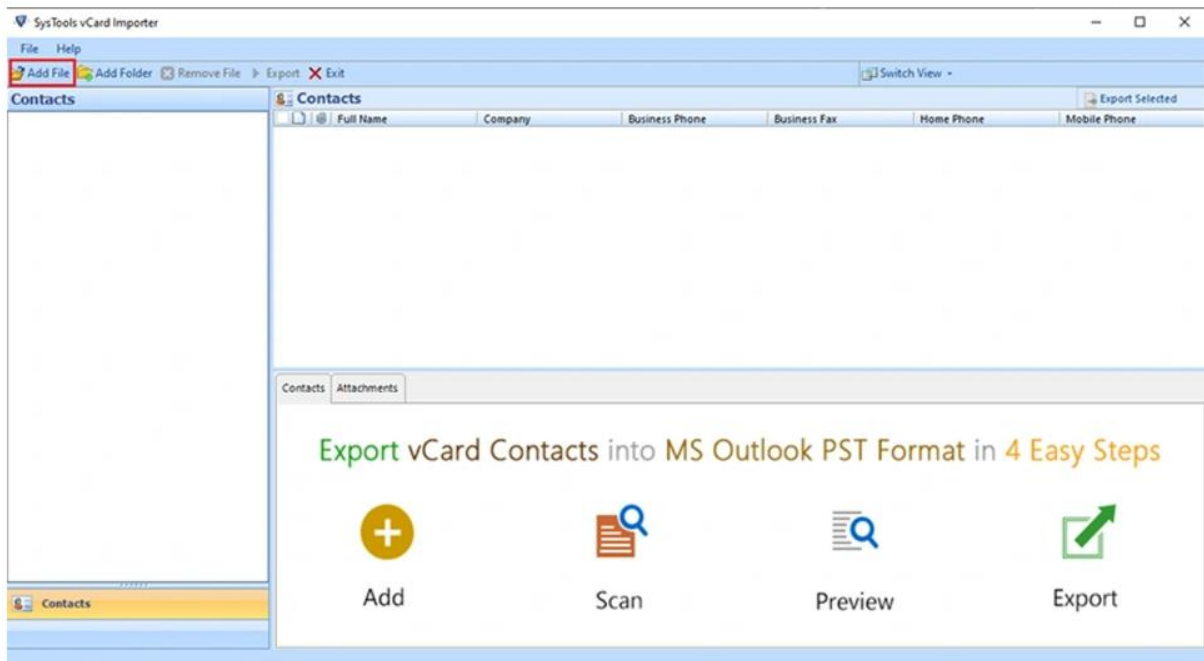 SysTools vCard Importer
File Help
Add File Add Folder Remove File Export Exit Switch View
Contacts
Contacts Export Selected
Full Name Company Business Phone Business Fax Home Phone Mobile Phone
Contacts Attachments
Export vCard Contacts into MS Outlook PST Format in 4 Easy Steps
Add Scan Preview Export
Contacts